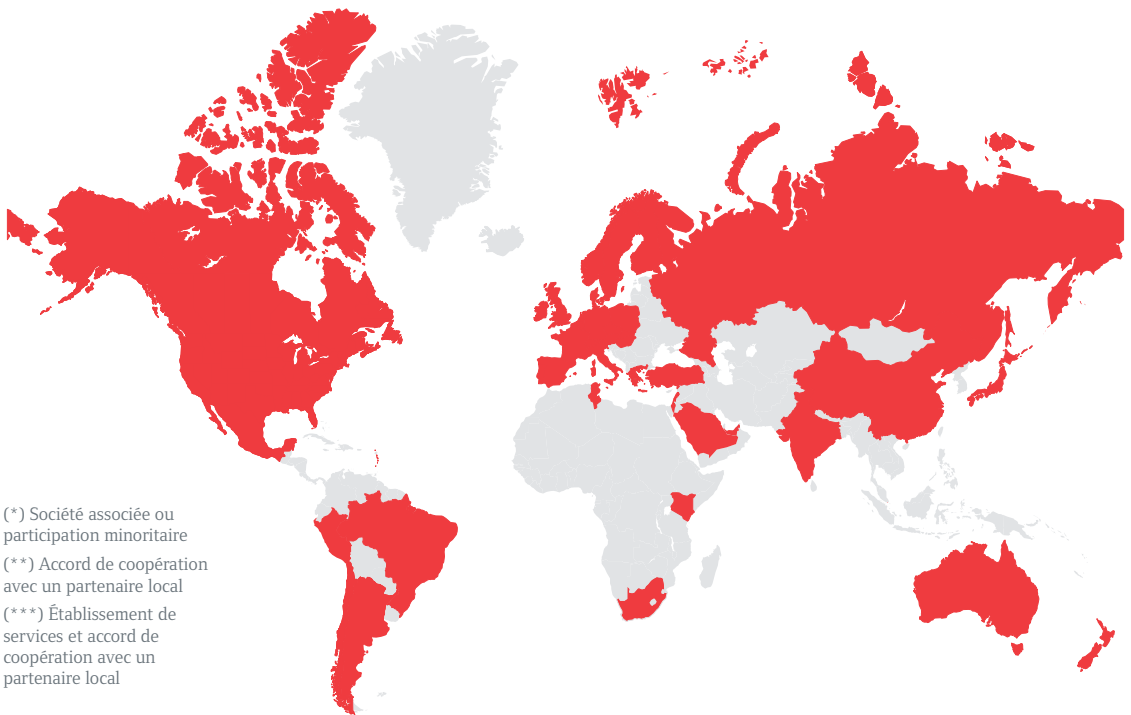 (*) Société associée ou
participation minoritaire
(**) Accord de coopération
avec un partenaire local
(***) Établissement de
services et accord de
coopération avec un
partenaire local